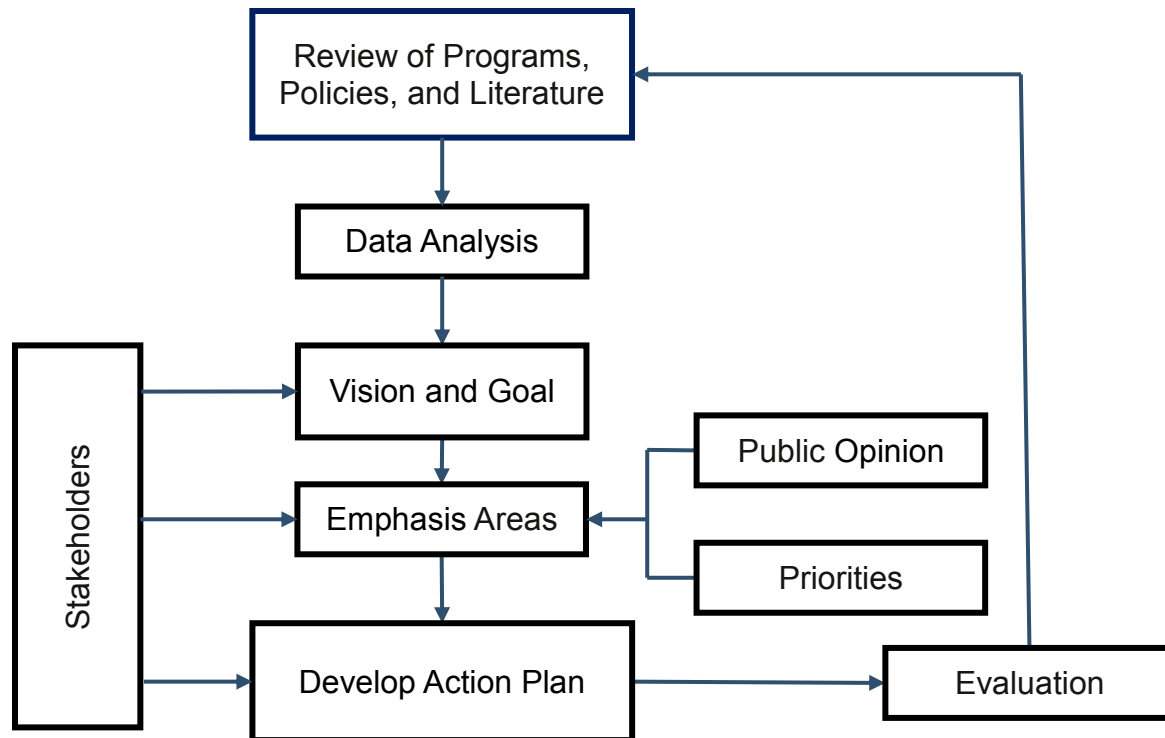 Review of Programs,
Policies, and Literature
Data Analysis
Vision and Goal
Stakeholders
Public Opinion
Emphasis Areas
Priorities
Develop Action Plan
Evaluation